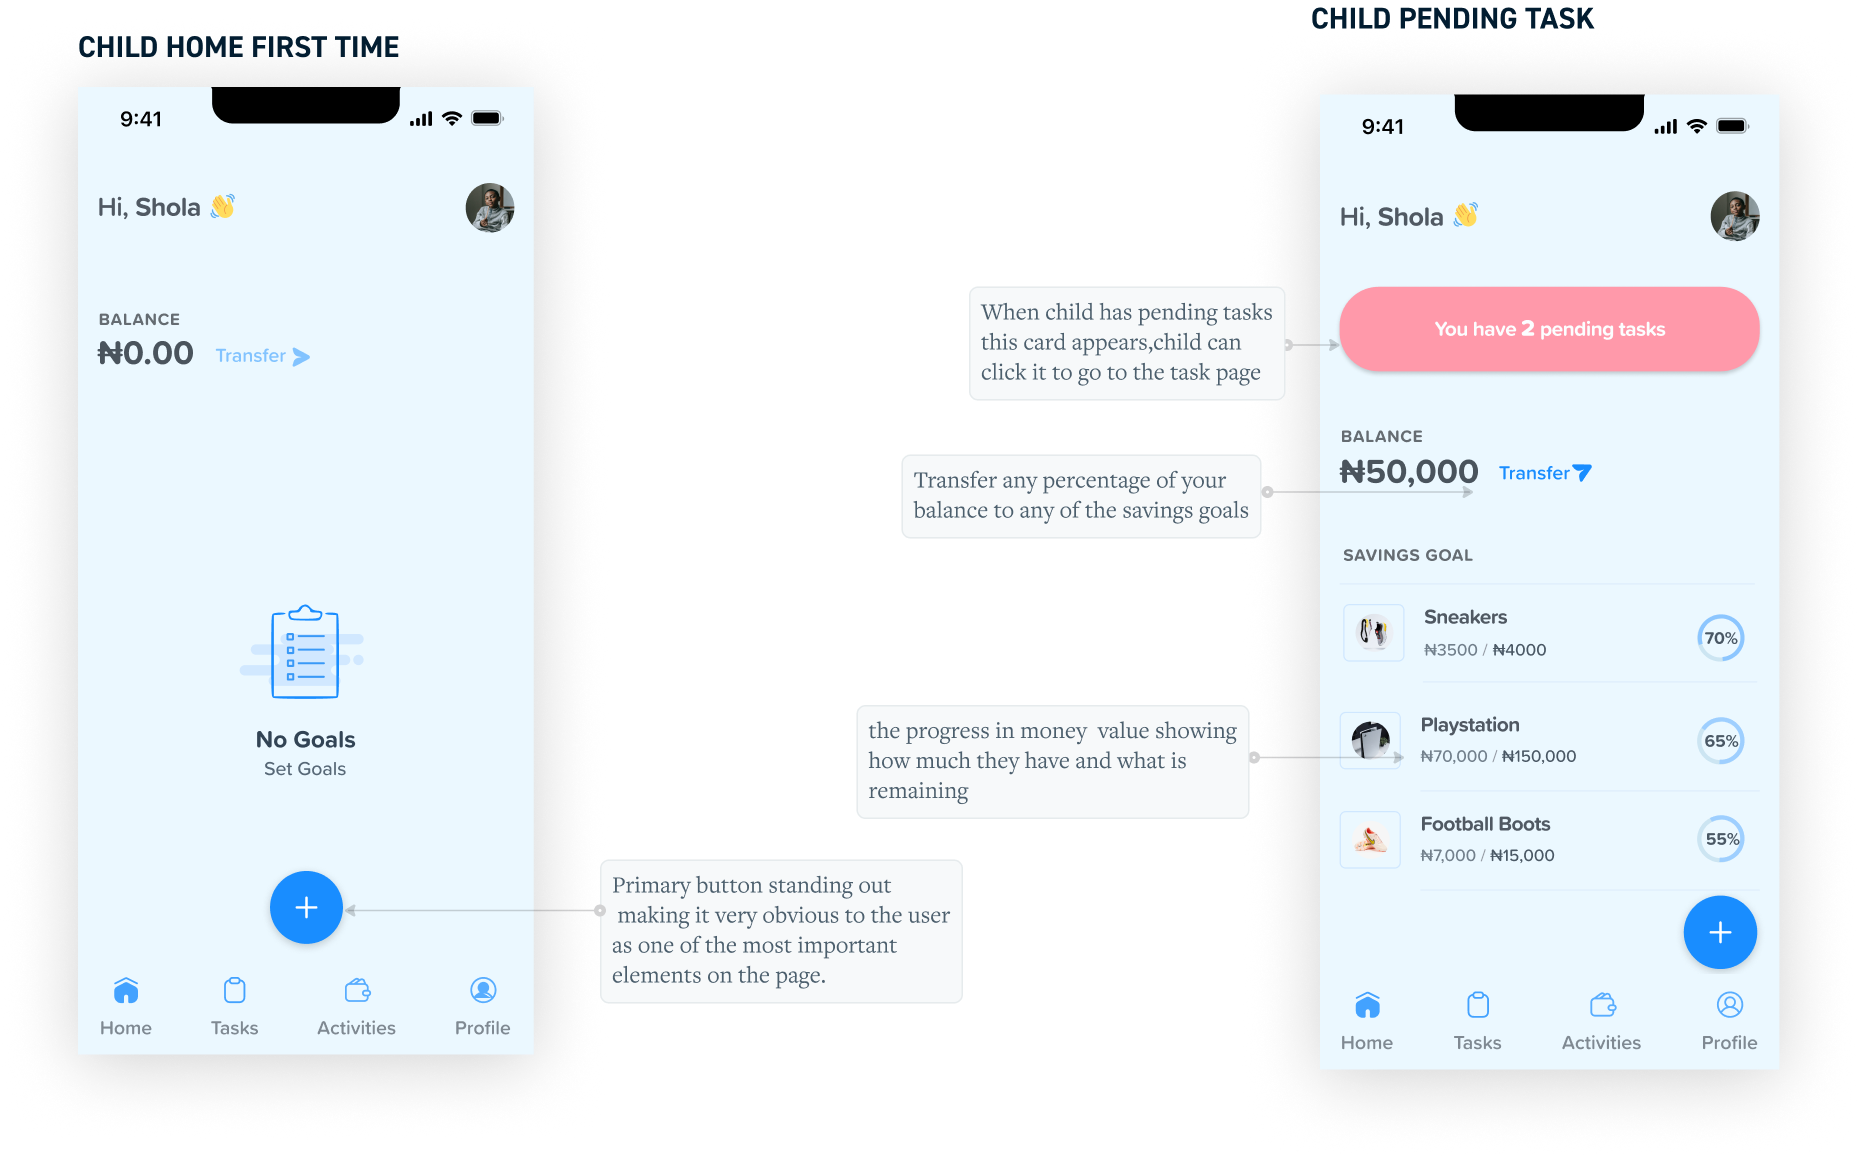 CHILD HOME FIRST TIME
9:41
Hi, Shola
BALANCE
₦0.00 Transfer
No Goals
Set Goals
Home Tasks Activities Profile
When child has pending tasks
this card appears,child can
click it to go to the task page
Transfer any percentage of your
balance to any of the savings goals
the progress in money  value showing
how much they have and what is
remaining
Primary button standing out
making it very obvious to the user
as one of the most important
elements on the page.
CHILD PENDING TASK
9:41
Hi, Shola
You have 2 pending tasks
BALANCE
₦50,000 Transfer
SAVINGS GOAL
Sneakers
₦3500 / ₦4000
70%
Playstation
₦70,000 / ₦150,000
65%
Football Boots
₦7,000 / ₦15,000
55%
Home Tasks Activities Profile